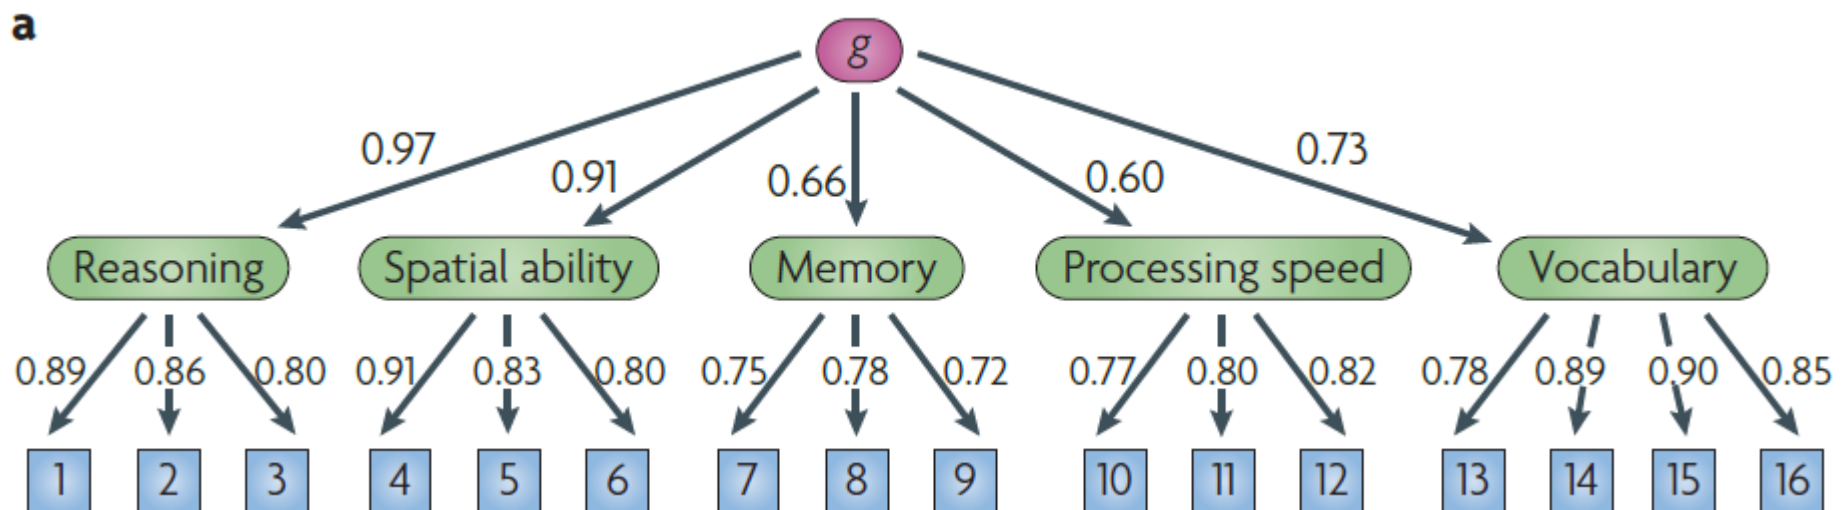 a
g
0.97 0.91 0.66 0.60 0.73
Reasoning Spatial ability Memory Processing speed Vocabulary
0.89 0.86 0.80 0.91 0.83 0.80 0.75 0.78 0.72 0.77 0.80 0.82 0.78 0.89 0.90 0.85
1 2 3 4 5 6 7 8 9 10 11 12 13 14 15 16